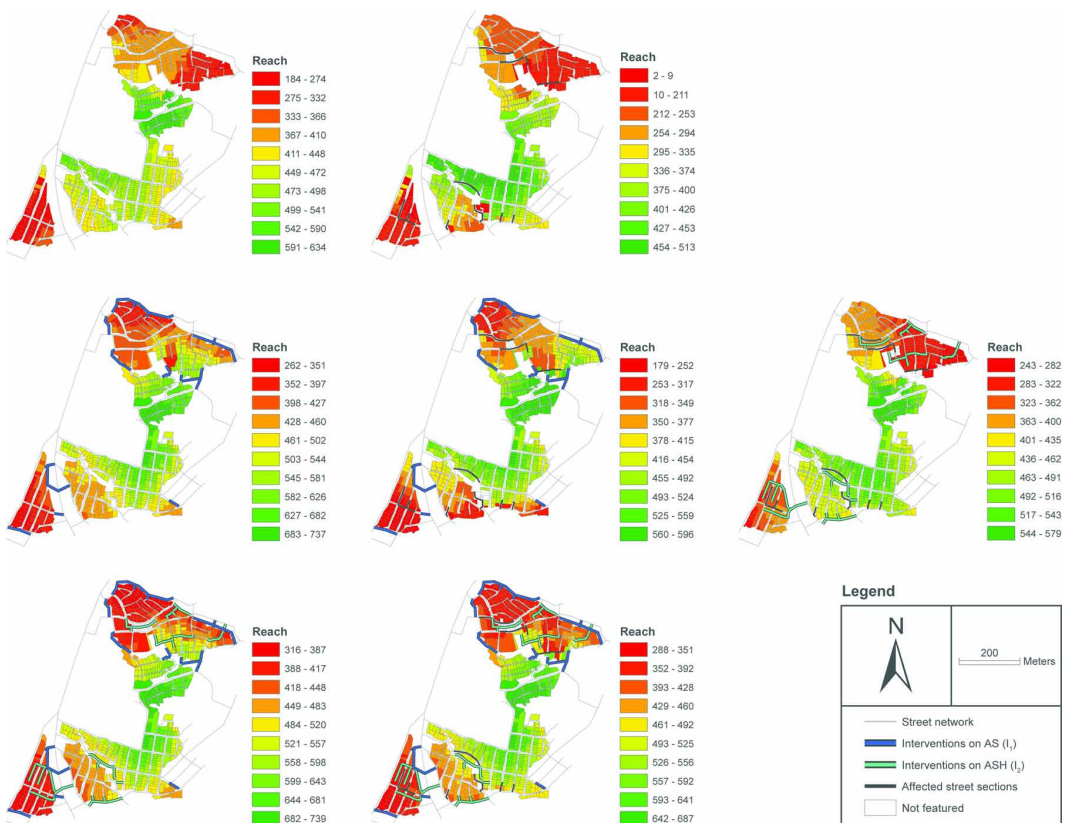 Reach
184 - 274
275 - 332
333 - 366
367 - 410
411 - 448
449 - 472
473 - 498
499 - 541
542 - 590
591 - 634
Reach
2 - 9
10 - 211
212 - 253
254 - 294
295 - 335
336 - 374
375 - 400
401 - 426
427 - 453
454 - 513
Reach
262 - 351
352 - 397
398 - 427
428 - 460
461 - 502
503 - 544
545 - 581
582 - 626
627 - 682
683 - 737
Reach
179 - 252
253 - 317
318 - 349
350 - 377
378 - 415
416 - 454
455 - 492
493 - 524
525 - 559
560 - 596
Reach
243 - 282
283 - 322
323 - 362
363 - 400
401 - 435
436 - 462
463 - 491
492 - 516
517 - 543
544 - 579
Reach
316 - 387
388 - 417
418 - 448
449 - 483
484 - 520
521 - 557
558 - 598
599 - 643
644 - 681
682 - 739
Reach
288 - 351
352 - 392
393 - 428
429 - 460
461 - 492
493 - 525
526 - 556
557 - 592
593 - 641
642 - 687
Legend
N
200
Meters
Street network
Interventions on AS (I₁)
Interventions on ASH (I₂)
Affected street sections
Not featured